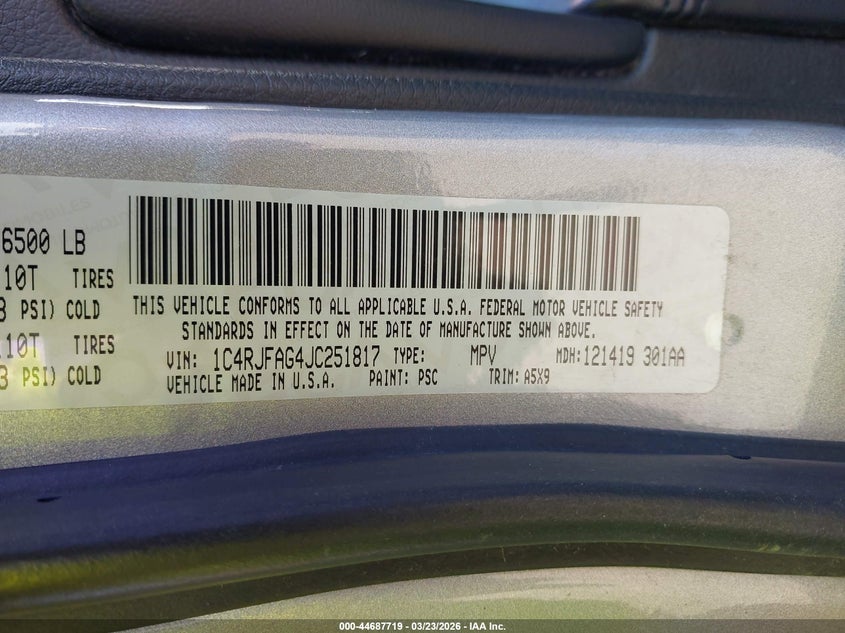 6500 LB
10T TIRES
PSI) COLD
10T TIRES
PSI) COLD
THIS VEHICLE CONFORMS TO ALL APPLICABLE U.S.A. FEDERAL MOTOR VEHICLE SAFETY
STANDARDS IN EFFECT ON THE DATE OF MANUFACTURE SHOWN ABOVE.
VIN: 1C4RJFAG4JC251817 TYPE: MPV MDH:121419 301AA
VEHICLE MADE IN U.S.A. PAINT: PSC TRIM: A5X9
000-44687719 - 03/23/2026 - IAA Inc.